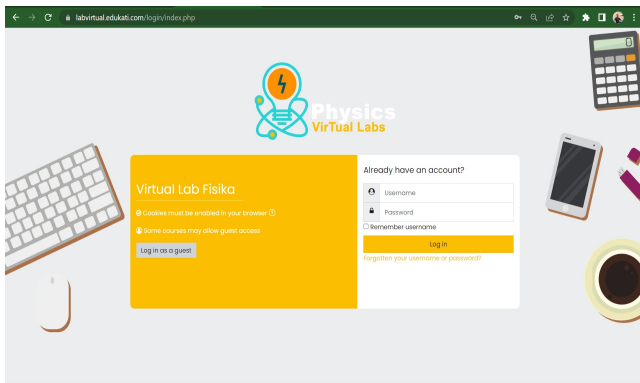 labvirtual.edukati.com/login/index.php
Physics
VirTual Labs
Virtual Lab Fisika
Cookies must be enabled in your browser
Some courses may allow guest access
Log in as a guest
Already have an account?
Username
Password
Remember username
Log in
Forgotten your username or password?